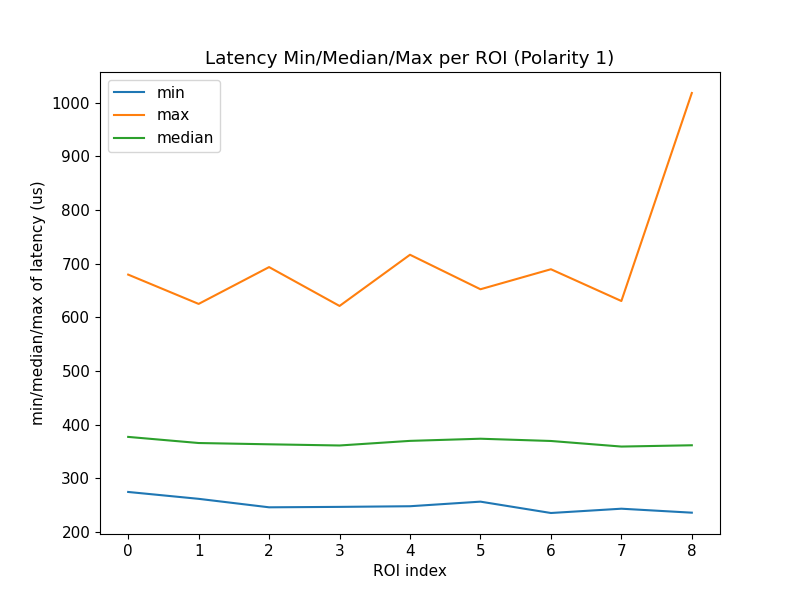 Latency Min/Median/Max per ROI (Polarity 1)
min
max
median
min/median/max of latency (us)
1000
900
800
700
600
500
400
300
200
0 1 2 3 4 5 6 7 8
ROI index